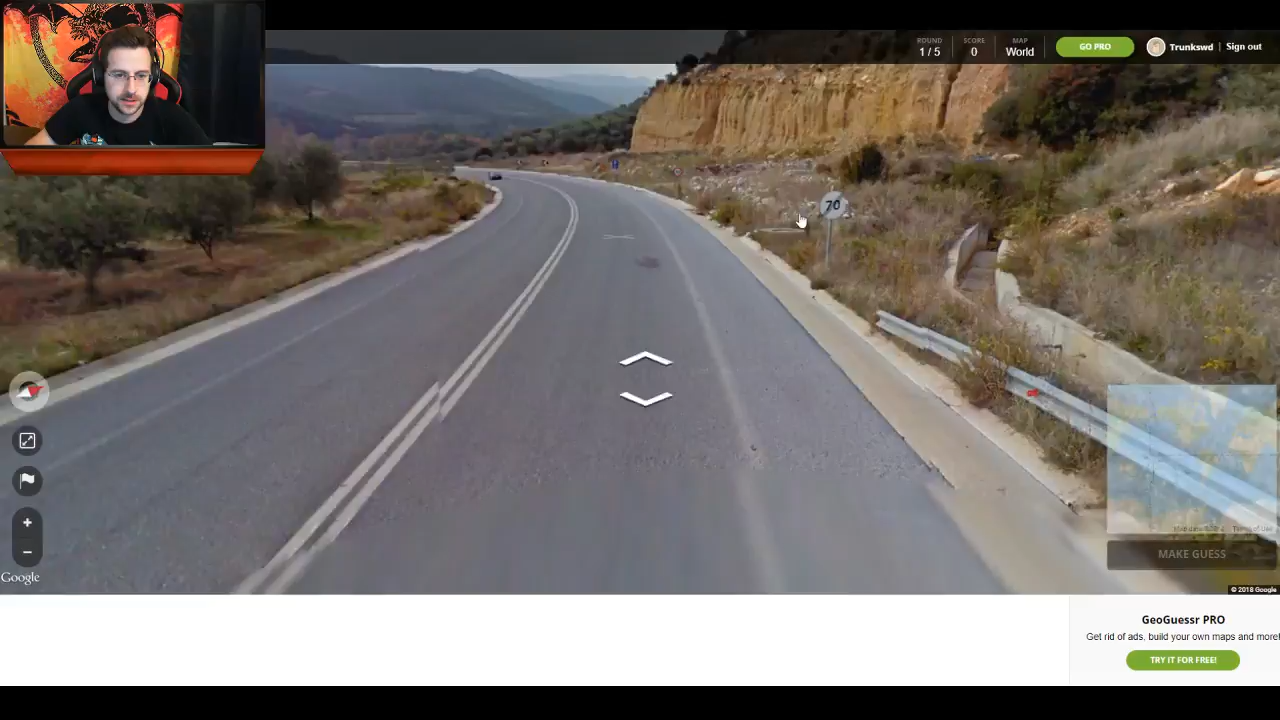 ROUND
1 / 5
SCORE
0
MAP
World
GO PRO
Trunkswd
Sign out
70
MAKE GUESS
Google
© 2018 Google
GeoGuessr PRO
Get rid of ads, build your own maps and more!
TRY IT FOR FREE!